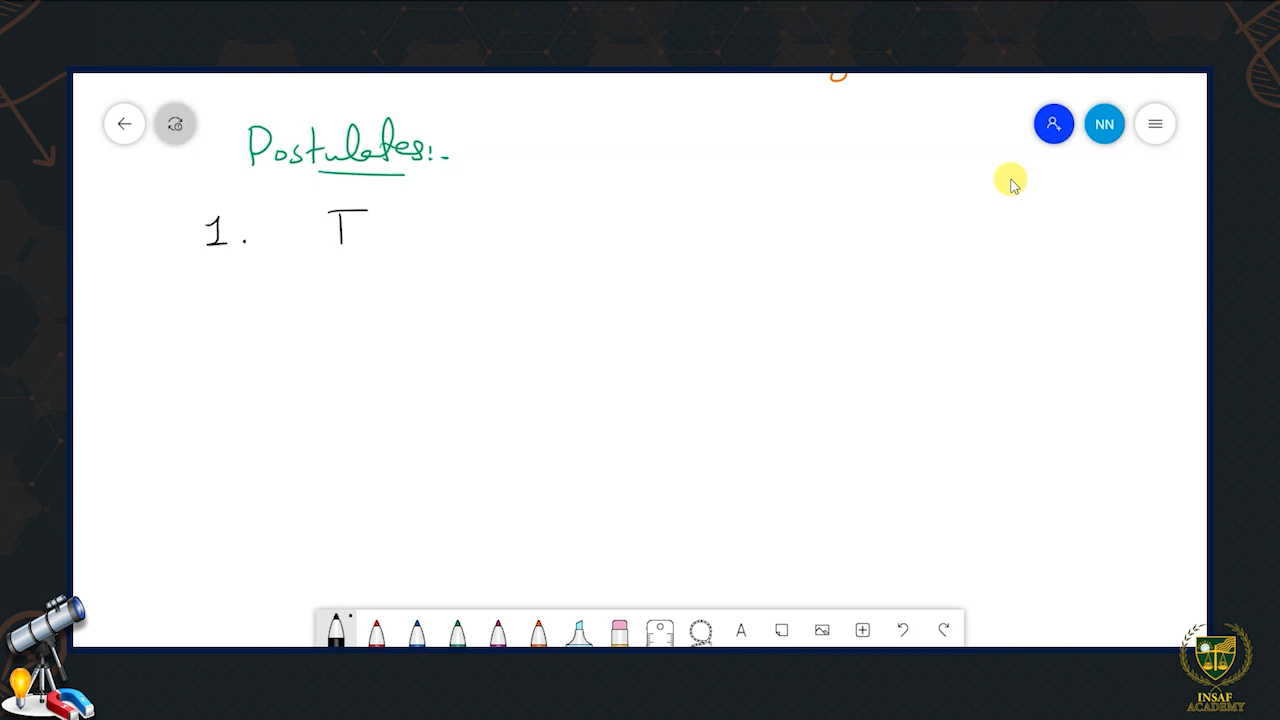 Postulates:-
NN
1. T
A
INSAF
ACADEMY